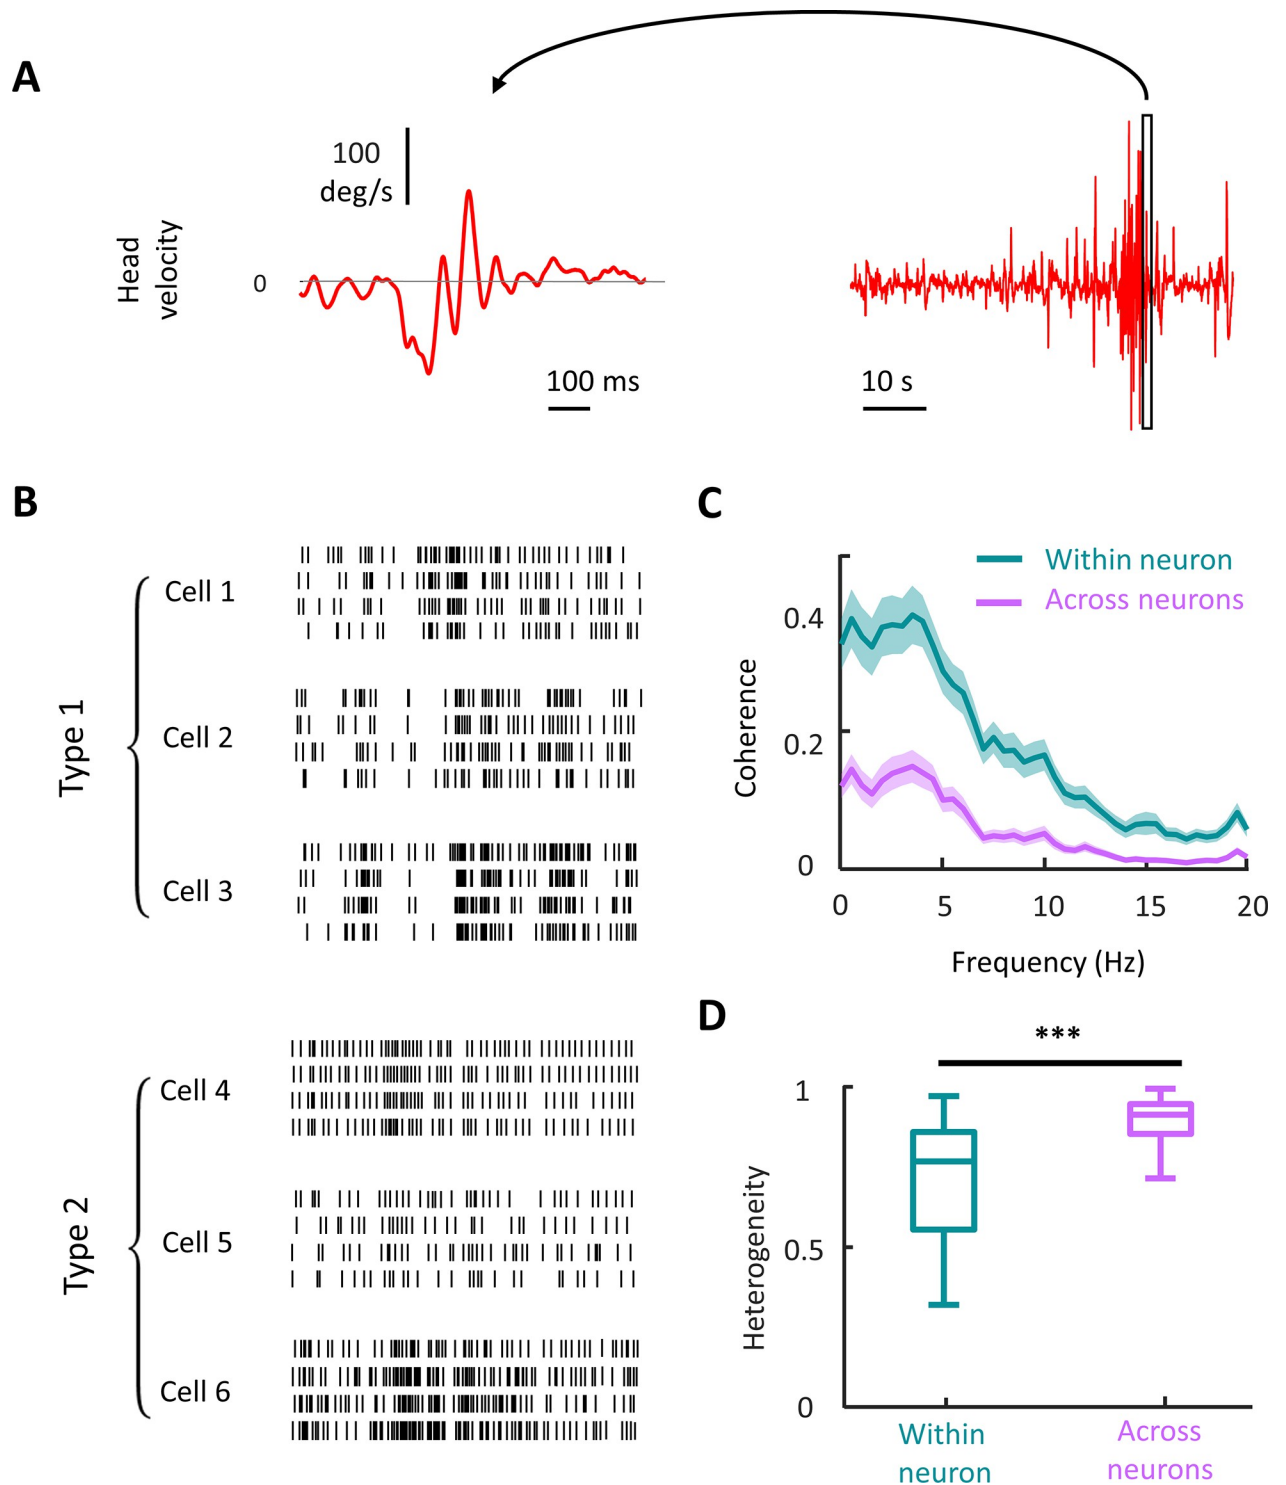 A
100
deg/s
Head
velocity
0
100 ms
10 s
B
Type 1
Cell 1
Cell 2
Cell 3
Type 2
Cell 4
Cell 5
Cell 6
C
Within neuron
Across neurons
Coherence
0.4
0.2
0
0 5 10 15 20
Frequency (Hz)
D
***
Heterogeneity
1
0.5
0
Within
neuron
Across
neurons